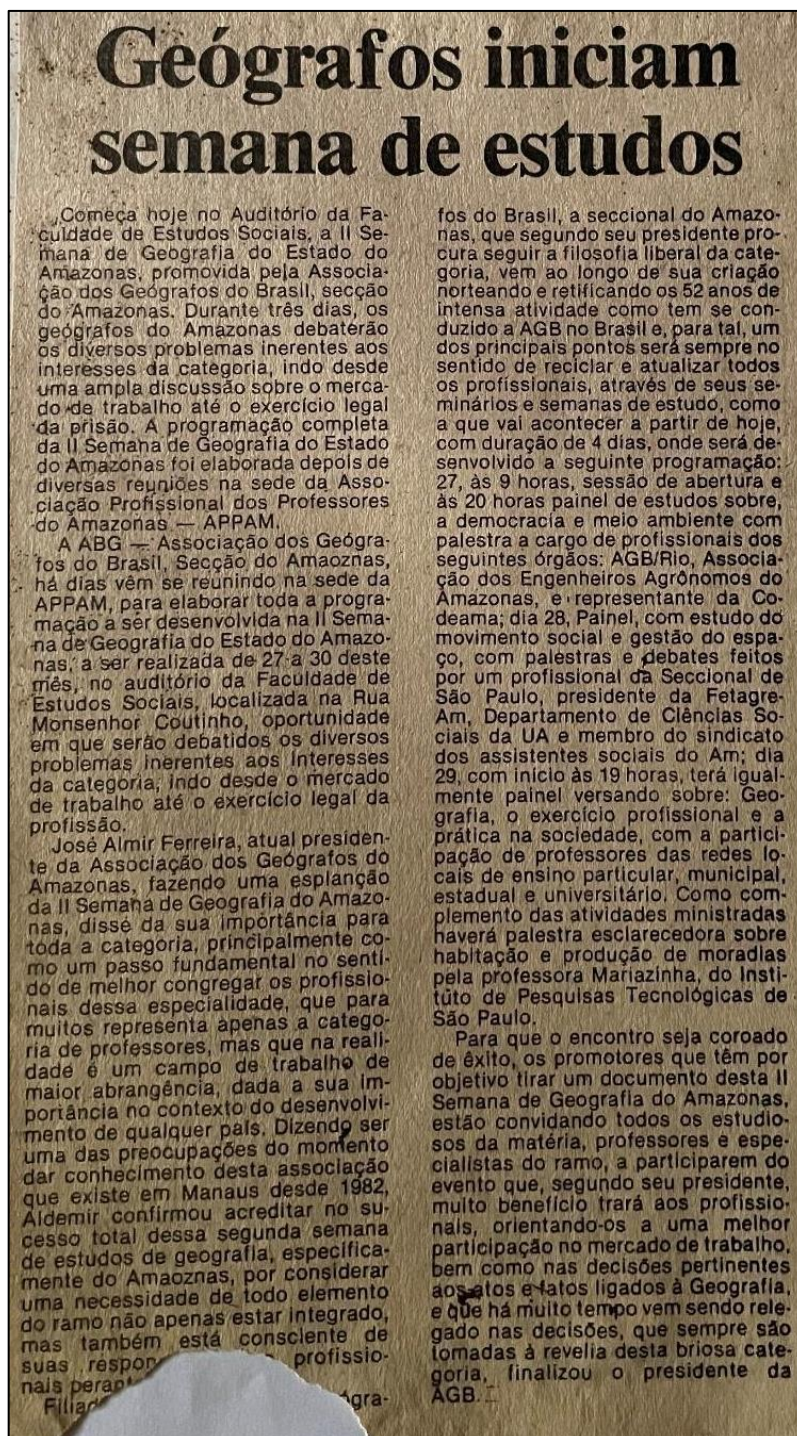 Geógrafos iniciam
semana de estudos
Começa hoje no Auditório da Fa-
culdade de Estudos Sociais, a II Se-
mana de Geografia do Estado do
Amazonas, promovida pela Associa-
ção dos Geógrafos do Brasil, secção
do Amazonas. Durante três dias, os
geógrafos do Amazonas debaterão
os diversos problemas inerentes aos
interesses da categoria, indo desde
uma ampla discussão sobre o merca-
do de trabalho até o exercício legal
da prisão. A programação completa
da II Semana de Geografia do Estado
do Amazonas foi elaborada depois de
diversas reuniões na sede da Asso-
ciação Profissional dos Professores
do Amazonas — APPAM.
A ABG — Associação dos Geógra-
fos do Brasil, Secção do Amaoznas,
há dias vêm se reunindo na sede da
APPAM, para elaborar toda a progra-
mação a ser desenvolvida na II Sema-
na de Geografia do Estado do Amazo-
nas, a ser realizada de 27 a 30 deste
mês, no auditório da Faculdade de
Estudos Sociais, localizada na Rua
Monsenhor Coutinho, oportunidade
em que serão debatidos os diversos
problemas inerentes aos interesses
da categoria, indo desde o mercado
de trabalho até o exercício legal da
profissão.
José Almir Ferreira, atual presiden-
te da Associação dos Geógrafos do
Amazonas, fazendo uma esplanção
da II Semana de Geografia do Amazo-
nas, disse da sua importância para
toda a categoria, principalmente co-
mo um passo fundamental no senti-
do de melhor congregar os profissio-
nais dessa especialidade, que para
muitos representa apenas a catego-
ria de professores, mas que na reali-
dade é um campo de trabalho de
maior abrangência, dada a sua im-
portância no contexto do desenvolvi-
mento de qualquer país. Dizendo ser
uma das preocupações do momento
dar conhecimento desta associação
que existe em Manaus desde 1982,
Aldemir confirmou acreditar no su-
cesso total dessa segunda semana
de estudos de geografia, especifica-
mente do Amaoznas, por considerar
uma necessidade de todo elemento
do ramo não apenas estar integrado,
mas também está consciente de
suas profissio-
nais
fos do Brasil, a seccional do Amazo-
nas, que segundo seu presidente pro-
cura seguir a filosofia liberal da cate-
goria, vem ao longo de sua criação
norteando e retificando os 52 anos de
intensa atividade como tem se con-
duzido a AGB no Brasil e, para tal, um
dos principais pontos será sempre no
sentido de reciclar e atualizar todos
os profissionais, através de seus se-
minários e semanas de estudo, como
a que vai acontecer a partir de hoje,
com duração de 4 dias, onde será de-
senvolvido a seguinte programação:
27, às 9 horas, sessão de abertura e
às 20 horas painel de estudos sobre,
a democracia e meio ambiente com
palestra a cargo de profissionais dos
seguintes órgãos: AGB/Rio, Associa-
ção dos Engenheiros Agrônomos do
Amazonas, e representante da Co-
deama; dia 28, Painel, com estudo do
movimento social e gestão do espa-
ço, com palestras e debates feitos
por um profissional da Seccional de
São Paulo, presidente da Fetagre-
Am, Departamento de Ciências So-
ciais da UA e membro do sindicato
dos assistentes sociais do Am; dia
29, com início às 19 horas, terá igual-
mente painel versando sobre: Geo-
grafia, o exercício profissional e a
prática na sociedade, com a partici-
pação de professores das redes lo-
cais de ensino particular, municipal,
estadual e universitário. Como com-
plemento das atividades ministradas
haverá palestra esclarecedora sobre
habitação e produção de moradias
pela professora Mariazinha, do Insti-
túto de Pesquisas Tecnológicas de
São Paulo.
Para que o encontro seja coroado
de êxito, os promotores que têm por
objetivo tirar um documento desta II
Semana de Geografia do Amazonas,
estão convidando todos os estudio-
sos da matéria, professores e espe-
cialistas do ramo, a participarem do
evento que, segundo seu presidente,
muito benefício trará aos profissio-
nais, orientando-os a uma melhor
participação no mercado de trabalho,
bem como nas decisões pertinentes
aos atos e fatos ligados à Geografia,
e que há muito tempo vem sendo rele-
gado nas decisões, que sempre são
tomadas à revelia desta briosa cate-
goria, finalizou o presidente da
AGB.